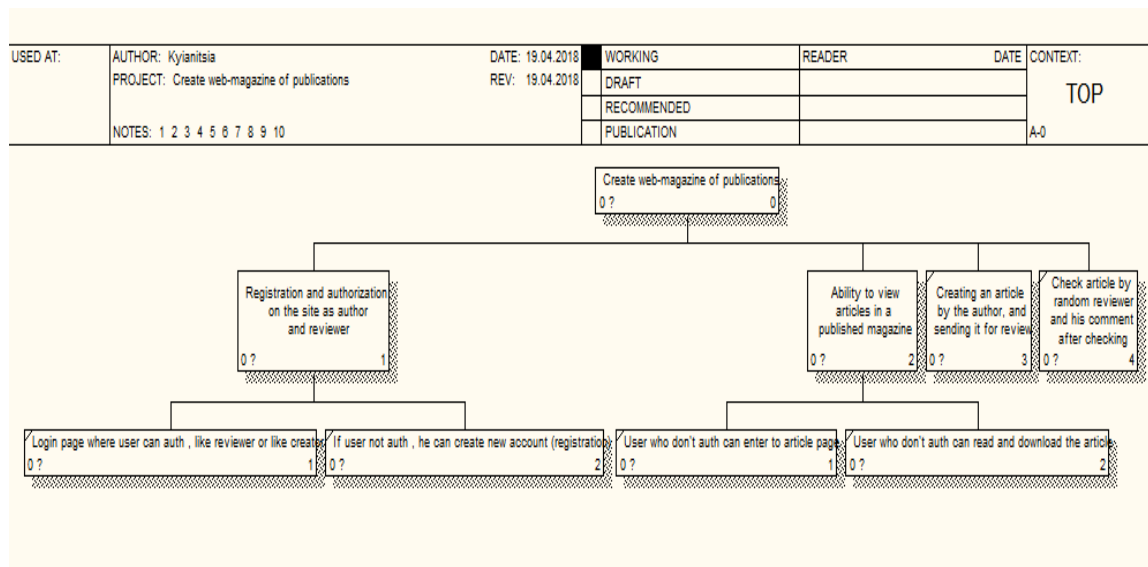 USED AT:
AUTHOR: Kyianitsia
DATE: 19.04.2018
PROJECT: Create web-magazine of publications
REV: 19.04.2018
NOTES: 1 2 3 4 5 6 7 8 9 10
WORKING
DRAFT
RECOMMENDED
PUBLICATION
READER
DATE
CONTEXT:
TOP
A-0
Create web-magazine of publications
0 ?
0
Registration and authorization
on the site as author
and reviewer
0 ?
1
Ability to view
articles in a
published magazine
0 ?
2
Creating an article
by the author, and
sending it for review
0 ?
3
Check article by
random reviewer
and his comment
after checking
0 ?
4
Login page where user can auth , like reviewer or like creator
0 ?
1
If user not auth , he can create new account (registration
0 ?
2
User who don't auth can enter to article page
0 ?
1
User who don't auth can read and download the article
0 ?
2